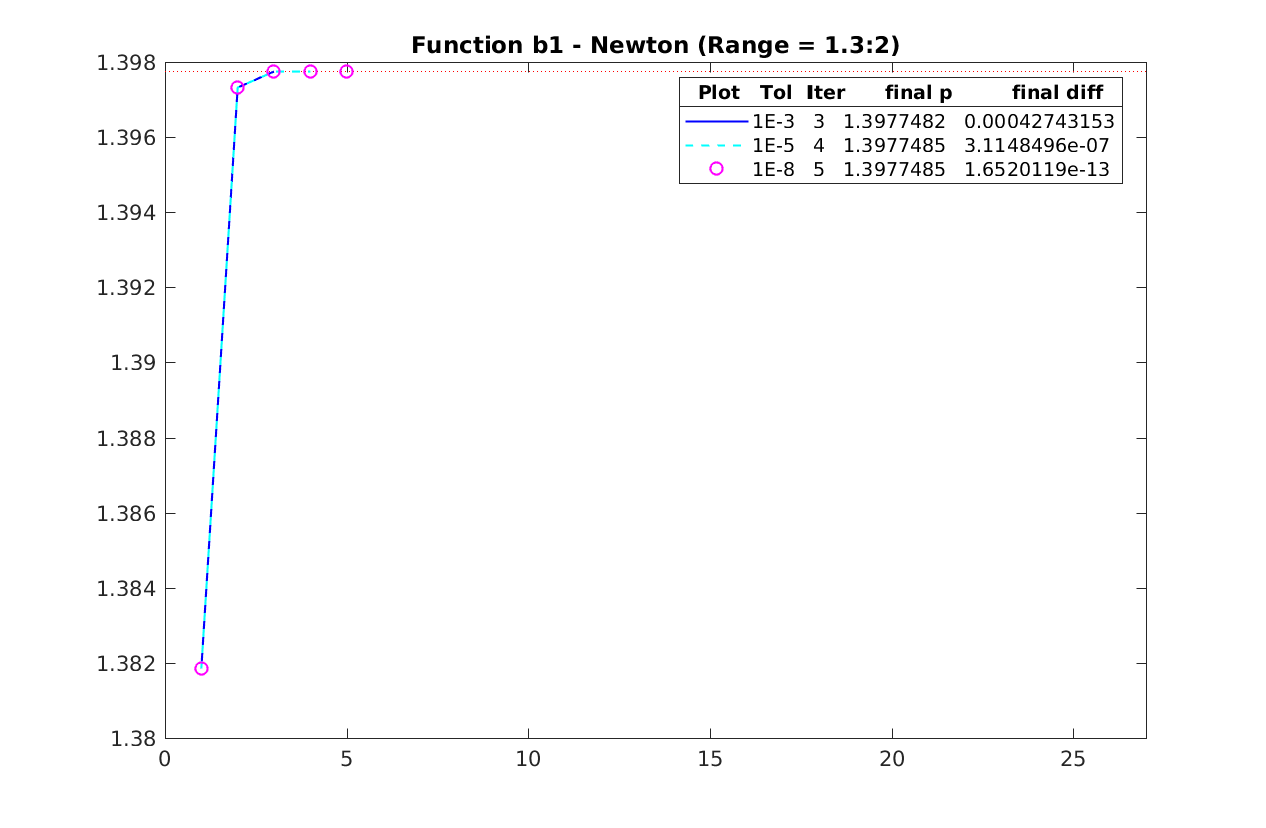 Function b1 - Newton (Range = 1.3:2)
1.398
1.396
1.394
1.392
1.39
1.388
1.386
1.384
1.382
1.38
Plot Tol Iter final p final diff
1E-3 3 1.3977482 0.00042743153
1E-5 4 1.3977485 3.1148496e-07
1E-8 5 1.3977485 1.6520119e-13
0 5 10 15 20 25